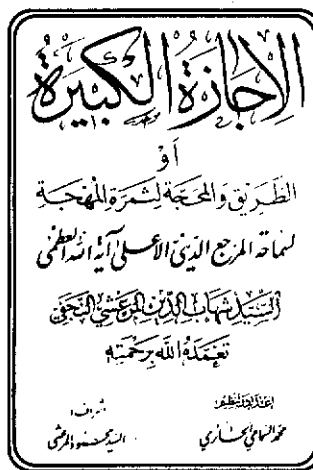 الإجازة الكبيرة
أو
الطريق والمحجة لثمرة المهجة
لسماحة المرجع الديني الأعلى آية الله العظمى
السيد شهاب الدين المرعشي النجفي
تغمده الله برحمته
إعداد وتنظيم
محمد السمامي الحائري
إشراف
السيد محمود المرعشي